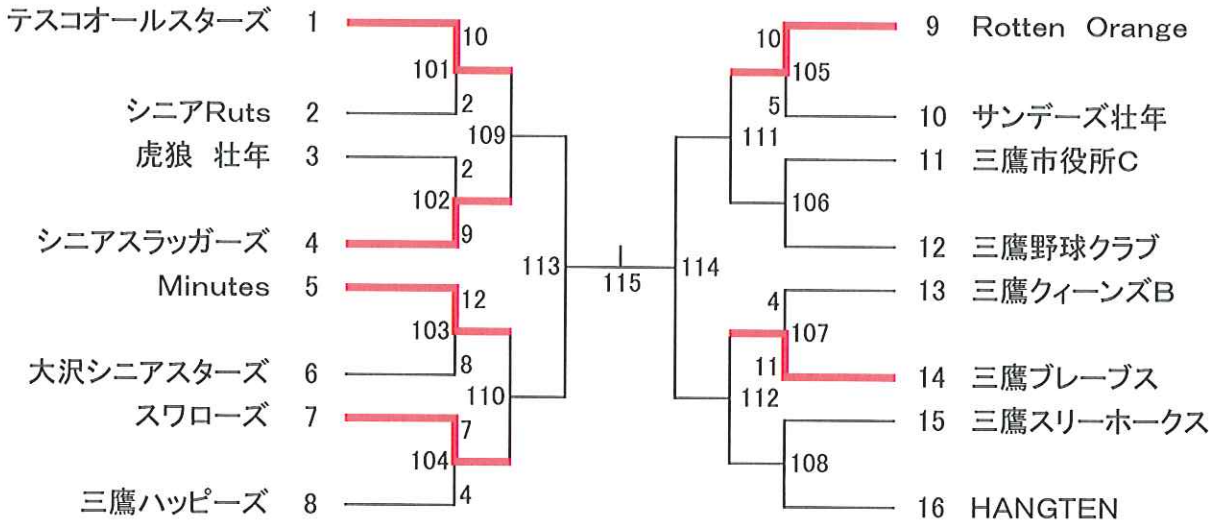 テスコオールスターズ 1
10
101
2
シニアRuts 2
109
虎狼 壮年 3
2
102
9
シニアスラッガーズ 4
113
Minutes 5
12
103
8
大沢シニアスターズ 6
110
スワローズ 7
7
104
4
三鷹ハッピーズ 8
115
9 Rotten Orange
10
105
5
10 サンデーズ壮年
111
11 三鷹市役所C
106
12 三鷹野球クラブ
114
13 三鷹クィーンズB
4
107
11
14 三鷹ブレーブス
112
15 三鷹スリーホークス
108
16 HANGTEN